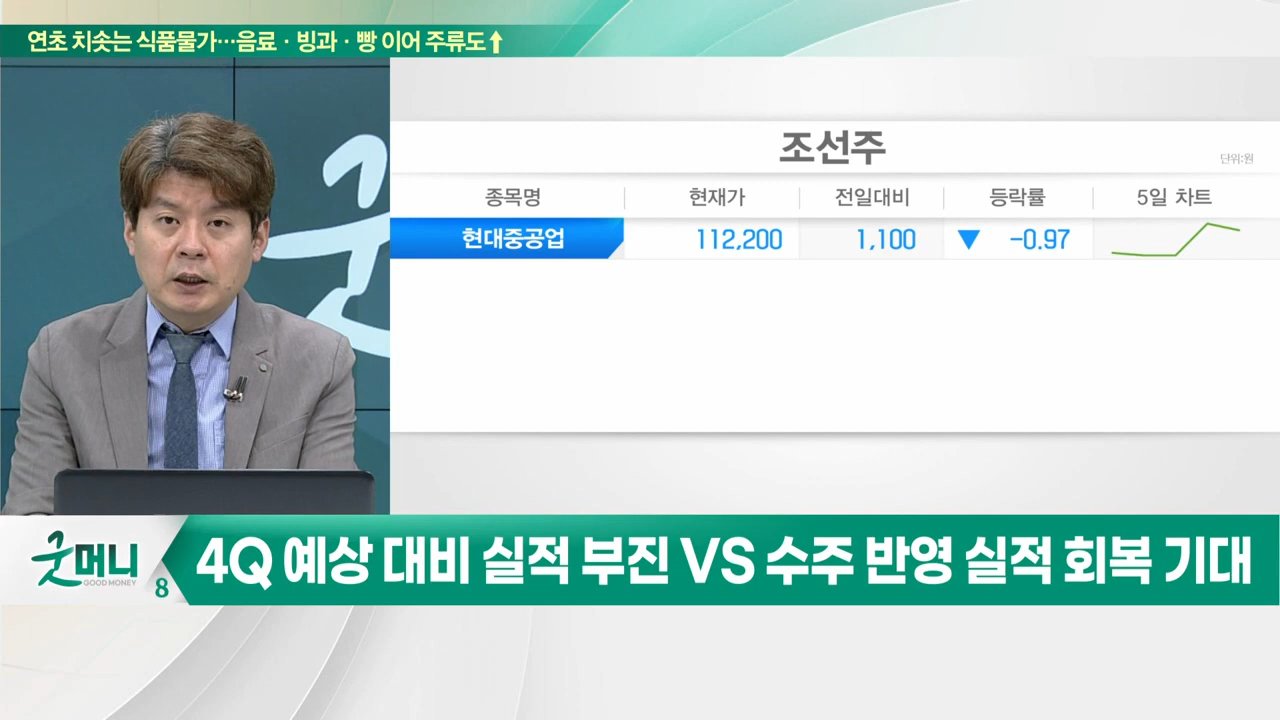 연초 치솟는 식품물가…음료·빙과·빵 이어 주류도↑
굿
조선주
단위:원
종목명 현재가 전일대비 등락률 5일 차트
현대중공업 112,200 1,100 ▼ -0.97
굿머니
GOOD MONEY
8
4Q 예상 대비 실적 부진 VS 수주 반영 실적 회복 기대